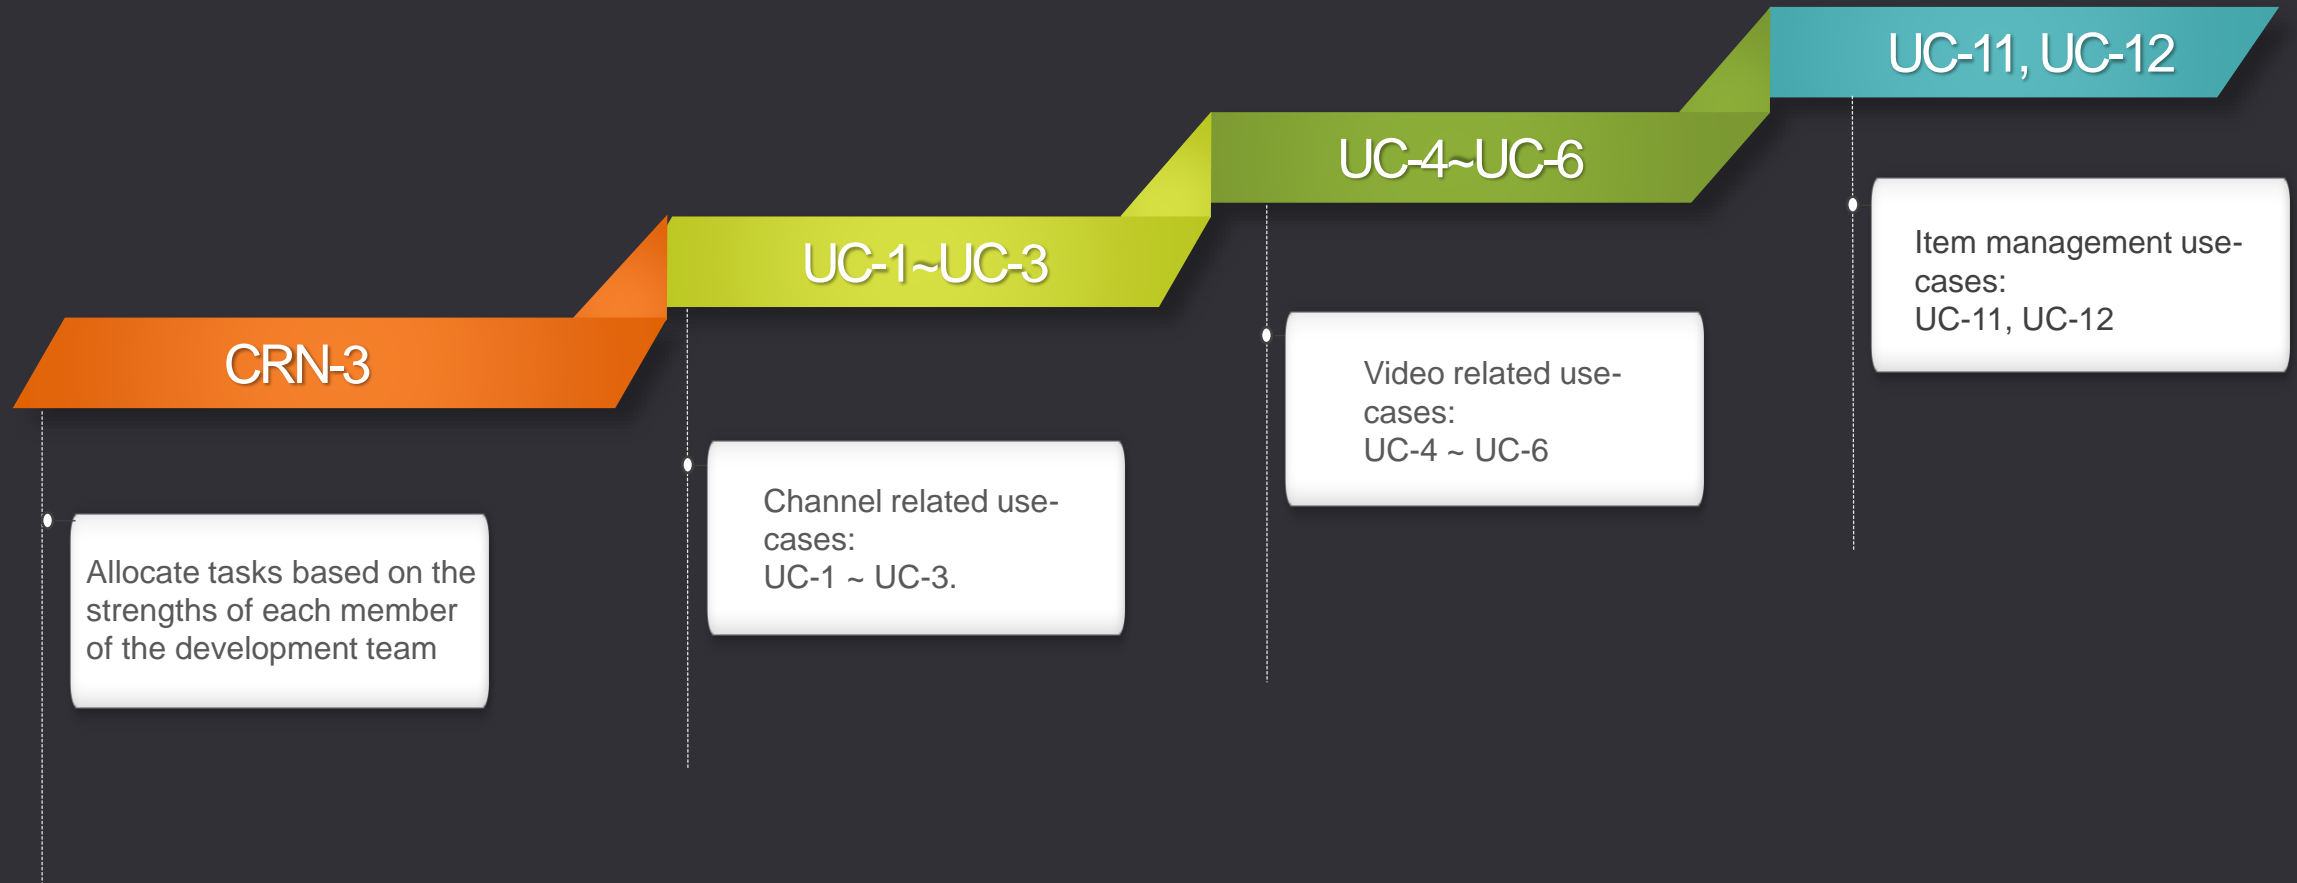 CRN-3
Allocate tasks based on the
strengths of each member
of the development team
UC-1~UC-3
Channel related use-
cases:
UC-1 ~ UC-3.
UC-4~UC-6
Video related use-
cases:
UC-4 ~ UC-6
UC-11, UC-12
Item management use-
cases:
UC-11, UC-12